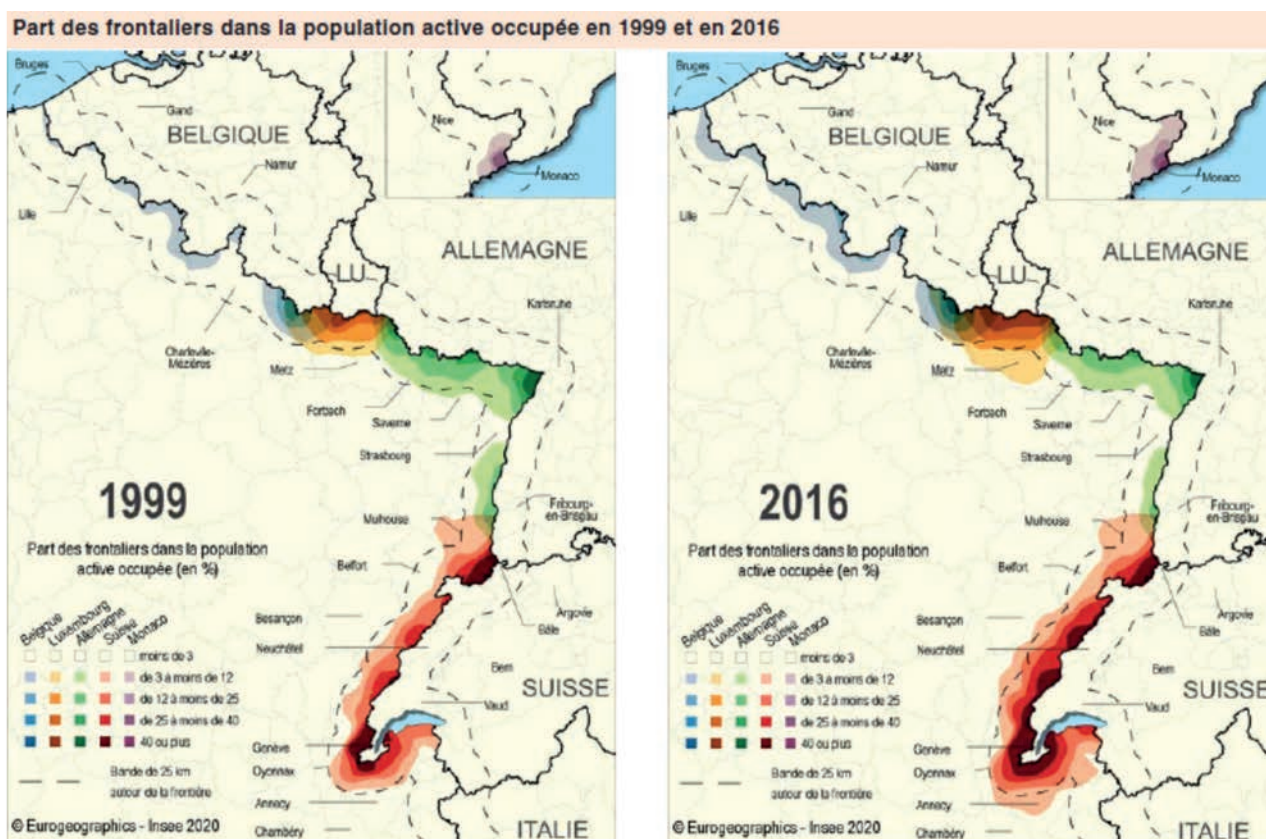 Part des frontaliers dans la population active occupée en 1999 et en 2016
Bruges
Gand
BELGIQUE
Namur
Lille
Nice
Monaco
ALLEMAGNE
LU
Karlsruhe
Charleville-
Mézières
Metz
Forbach
Saverne
Strasbourg
1999
Fribourg-
en-Brisgau
Mulhouse
Part des frontaliers dans la population
active occupée (en %)
Belfort
Besançon
Argovie
Bâle
Belgique
Luxembourg
Allemagne
Suisse
Monaco
Neuchâtel
moins de 3
Bern
de 3 à moins de 12
SUISSE
de 12 à moins de 25
Vaud
de 25 à moins de 40
40 ou plus
Genève
Oyonnax
Bande de 25 km
autour de la frontière
Annecy
© Eurogeographics - Insee 2020
Chambéry
ITALIE
Bruges
Gand
BELGIQUE
Namur
Lille
Nice
Monaco
ALLEMAGNE
LU
Karlsruhe
Charleville-
Mézières
Metz
Forbach
Saverne
Strasbourg
2016
Fribourg-
en-Brisgau
Mulhouse
Part des frontaliers dans la population
active occupée (en %)
Belfort
Besançon
Argovie
Bâle
Belgique
Luxembourg
Allemagne
Suisse
Monaco
Neuchâtel
moins de 3
Bern
de 3 à moins de 12
SUISSE
de 12 à moins de 25
Vaud
de 25 à moins de 40
40 ou plus
Genève
Oyonnax
Bande de 25 km
autour de la frontière
Annecy
© Eurogeographics - Insee 2020
Chambéry
ITALIE